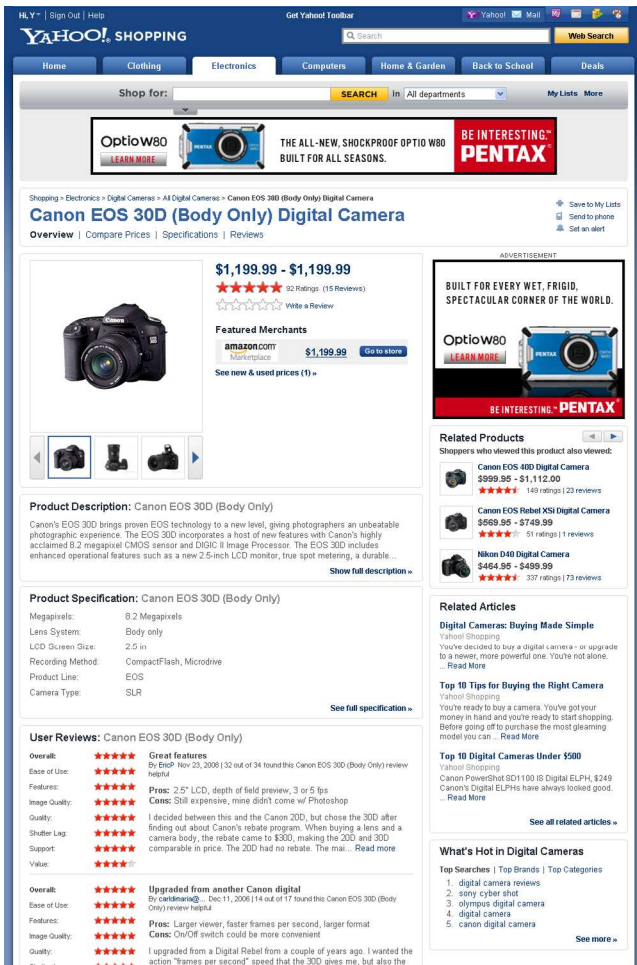 Hi, Y | Sign Out | Help
Get Yahoo! Toolbar
Yahoo! Mail
YAHOO! SHOPPING
Search
Web Search
Home
Clothing
Electronics
Computers
Home & Garden
Back to School
Deals
Shop for:
SEARCH
in
All departments
My Lists More
Optio W80
LEARN MORE
PENTAX
THE ALL-NEW, SHOCKPROOF OPTIO W80
BUILT FOR ALL SEASONS.
BE INTERESTING.™
PENTAX
Shopping > Electronics > Digital Cameras > All Digital Cameras > Canon EOS 30D (Body Only) Digital Camera
Canon EOS 30D (Body Only) Digital Camera
Overview | Compare Prices | Specifications | Reviews
Save to My Lists
Send to phone
Set an alert
$1,199.99 - $1,199.99
92 Ratings (15 Reviews)
Write a Review
Featured Merchants
amazon.com
Marketplace
$1,199.99
Go to store
See new & used prices (1) »
Canon
ADVERTISEMENT
BUILT FOR EVERY WET, FRIGID,
SPECTACULAR CORNER OF THE WORLD.
Optio W80
LEARN MORE
PENTAX
BE INTERESTING.™ PENTAX
Related Products
Shoppers who viewed this product also viewed:
Canon EOS 40D Digital Camera
$999.95 - $1,112.00
149 ratings | 23 reviews
Canon EOS Rebel XSi Digital Camera
$569.95 - $749.99
51 ratings | 1 reviews
Nikon D40 Digital Camera
$464.95 - $499.99
337 ratings | 73 reviews
Product Description: Canon EOS 30D (Body Only)
Canon's EOS 30D brings proven EOS technology to a new level, giving photographers an unbeatable
photographic experience. The EOS 30D incorporates a host of new features with Canon's highly
acclaimed 8.2 megapixel CMOS sensor and DIGIC II Image Processor. The EOS 30D includes
enhanced operational features such as a new 2.5-inch LCD monitor, true spot metering, a durable...
Show full description »
Product Specification: Canon EOS 30D (Body Only)
Megapixels: 8.2 Megapixels
Lens System: Body only
LCD Screen Size: 2.5 in
Recording Method: CompactFlash, Microdrive
Product Line: EOS
Camera Type: SLR
See full specification »
Related Articles
Digital Cameras: Buying Made Simple
Yahoo! Shopping
You've decided to buy a digital camera - or upgrade
to a newer, more powerful one. You're not alone.
... Read More
Top 10 Tips for Buying the Right Camera
Yahoo! Shopping
You're ready to buy a camera. You've got your
money in hand and you're ready to start shopping.
Before going off to purchase the most gleaming
model you can ... Read More
Top 10 Digital Cameras Under $500
Yahoo! Shopping
Canon PowerShot SD1100 IS Digital ELPH, $249
Canon's Digital ELPHs have always looked good.
... Read More
See all related articles »
User Reviews: Canon EOS 30D (Body Only)
Overall:
Ease of Use:
Features:
Image Quality:
Quality:
Shutter Lag:
Support:
Value:
Great features
By EricP Nov 23, 2006 | 32 out of 34 found this Canon EOS 30D (Body Only) review
helpful
Pros: 2.5" LCD, depth of field preview, 3 or 5 fps
Cons: Still expensive, mine didn't come w/ Photoshop
I decided between this and the Canon 20D, but chose the 30D after
finding out about Canon's rebate program. When buying a lens and a
camera body, the rebate came to $300, making the 20D and 30D
comparable in price. The 20D had no rebate. The mai... Read more
Overall:
Ease of Use:
Features:
Image Quality:
Quality:
Upgraded from another Canon digital
By carldimaria@... Dec 11, 2006 | 14 out of 17 found this Canon EOS 30D (Body
Only) review helpful
Pros: Larger viewer, faster frames per second, larger format
Cons: On/Off switch could be more convenient
I upgraded from a Digital Rebel from a couple of years ago. I wanted the
action "frames per second" speed that the 30D gives me, but also the
What's Hot in Digital Cameras
Top Searches | Top Brands | Top Categories
1. digital camera reviews
2. sony cyber shot
3. olympus digital camera
4. digital camera
5. canon digital camera
See more »